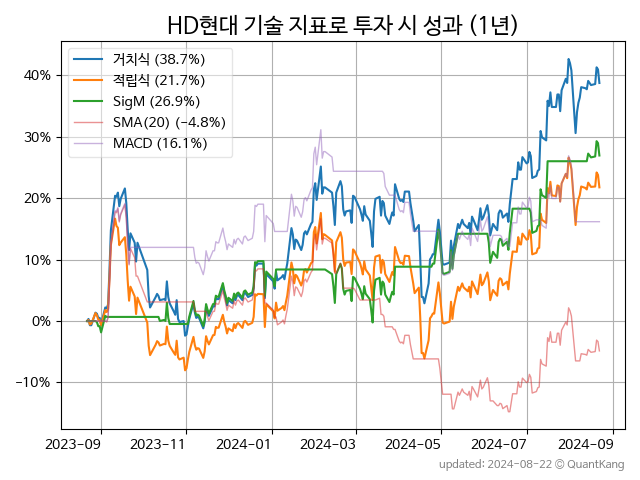 HD현대 기술 지표로 투자 시 성과 (1년)
거치식 (38.7%)
적립식 (21.7%)
SigM (26.9%)
SMA(20) (−4.8%)
MACD (16.1%)
40%
30%
20%
10%
0%
−10%
2023-09 2023-11 2024-01 2024-03 2024-05 2024-07 2024-09
updated: 2024-08-22 © QuantKang